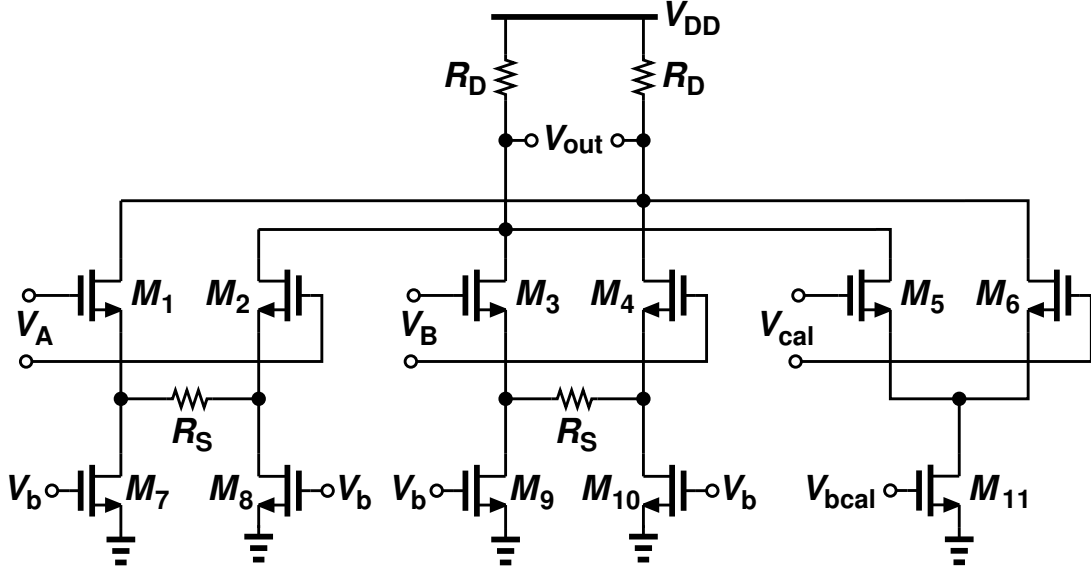 V_DD
R_D R_D
V_out
M_1 M_2 M_3 M_4 M_5 M_6
V_A V_B V_cal
R_S R_S
V_b M_7 M_8 V_b V_b M_9 M_10 V_b V_bcal M_11